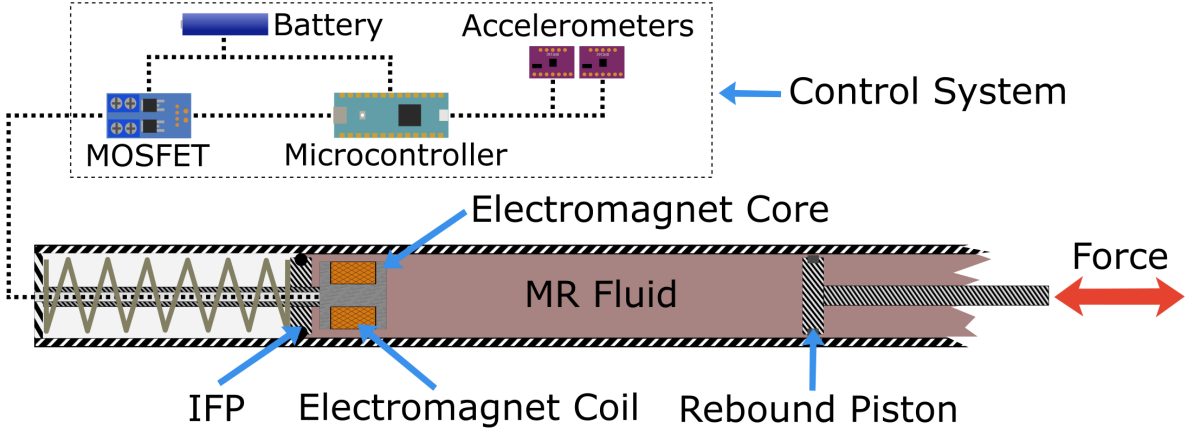 Battery
Accelerometers
Control System
MOSFET
Microcontroller
Electromagnet Core
Force
MR Fluid
IFP
Electromagnet Coil
Rebound Piston